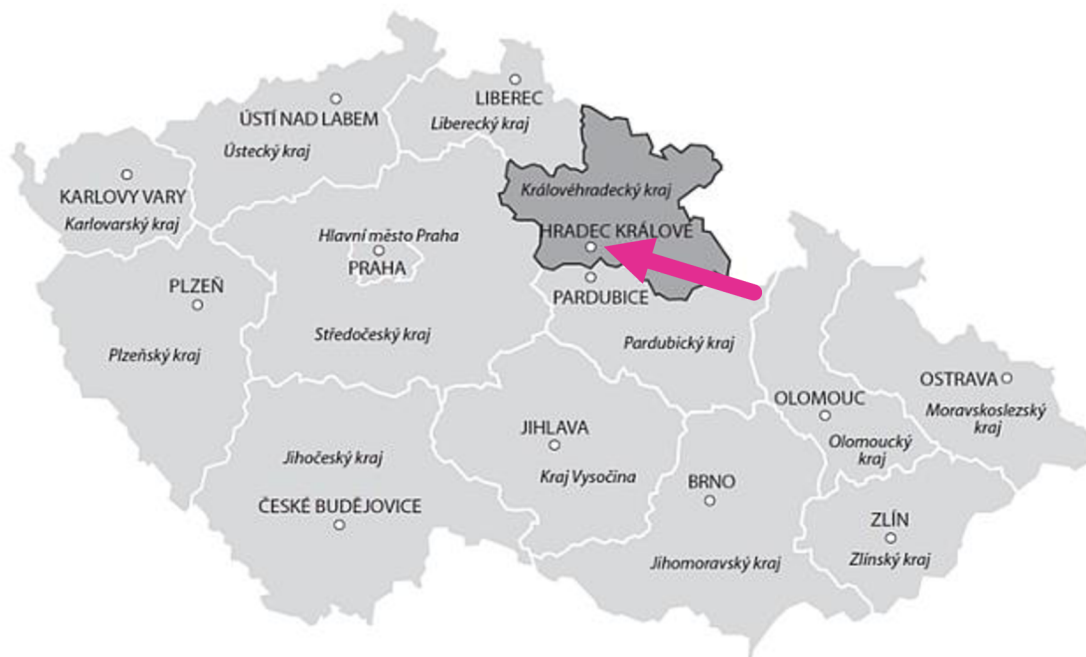 LIBEREC
Liberecký kraj
ÚSTÍ NAD LABEM
Ústecký kraj
KARLOVY VARY
Karlovarský kraj
Královéhradecký kraj
HRADEC KRÁLOVÉ
Hlavní město Praha
PRAHA
PLZEŇ
PARDUBICE
Středočeský kraj
Plzeňský kraj
Pardubický kraj
OSTRAVA
Moravskoslezský
kraj
OLOMOUC
Olomoucký
kraj
JIHLAVA
Kraj Vysočina
Jihočeský kraj
ČESKÉ BUDĚJOVICE
BRNO
Jihomoravský kraj
ZLÍN
Zlínský kraj